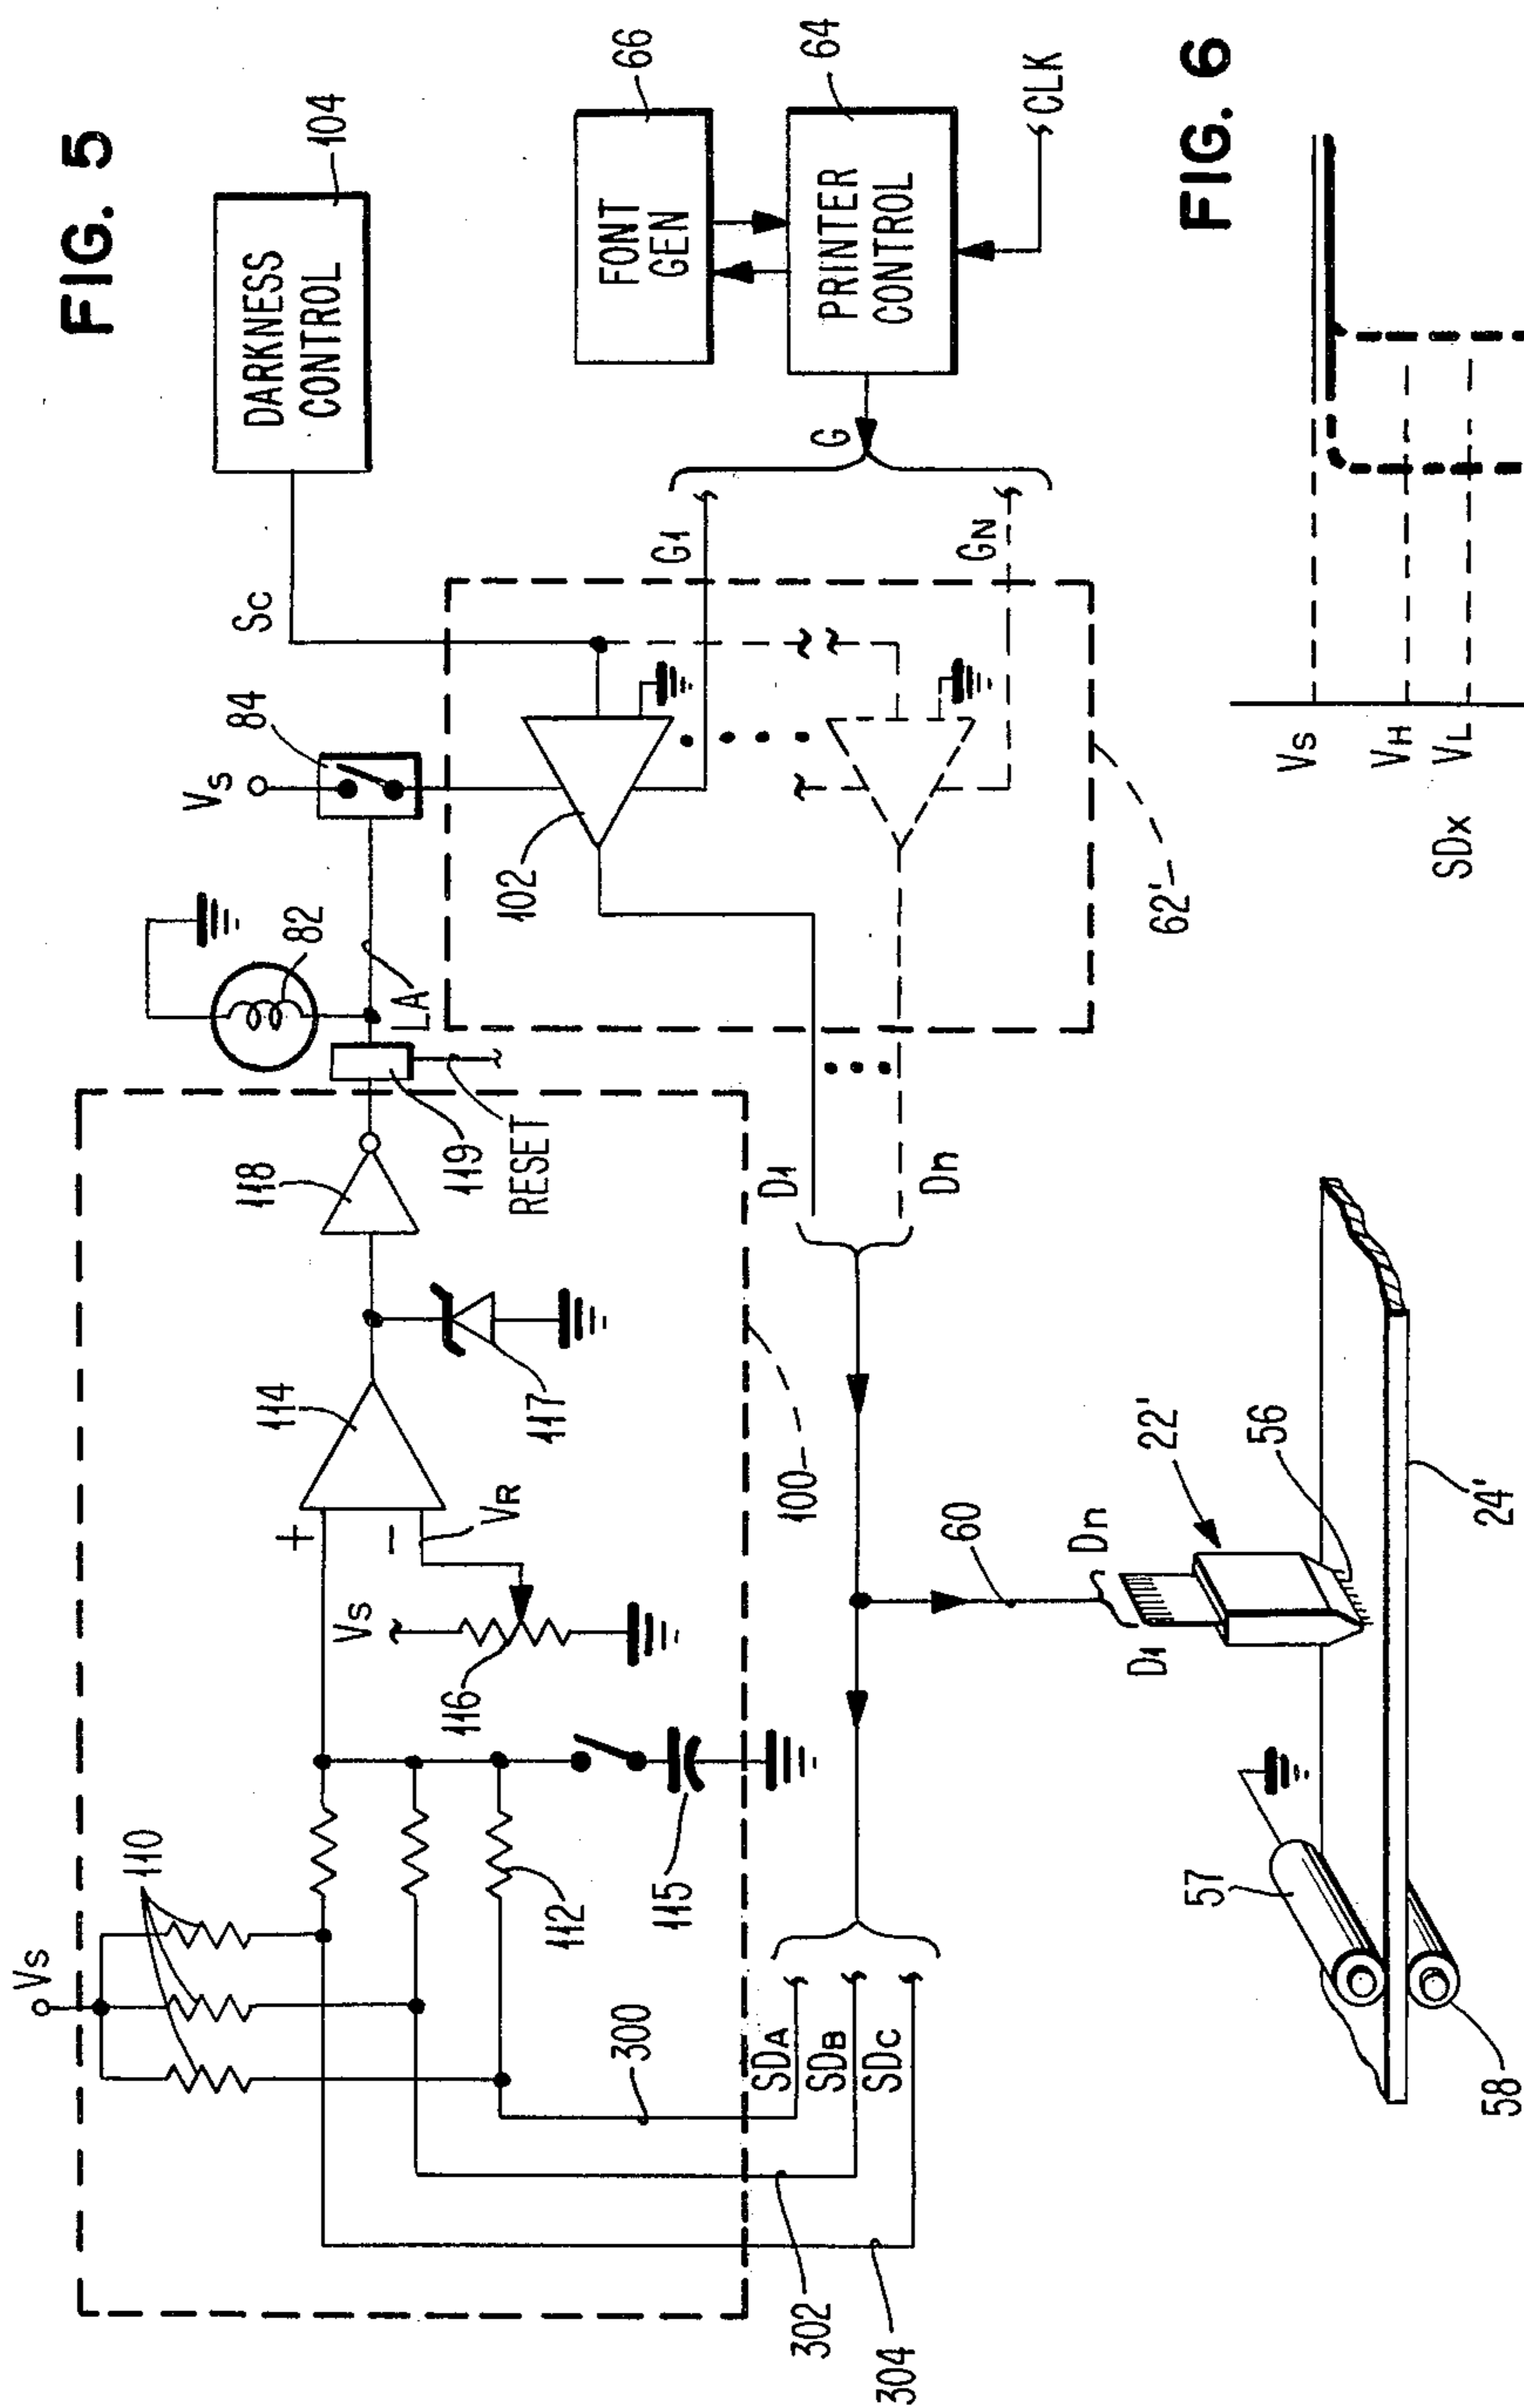 FIG. 5
Vs
110
112
115
116
Vs
+
-
VR
114
117
118
119
RESET
LA
82
84
Vs
Sc
DARKNESS
CONTROL
104
102
G1
GN
G
FONT
GEN
66
PRINTER
CONTROL
64
CLK
62'
100
300
302
304
SDA
SDB
SDC
D1
Dn
60
D1
Dn
22'
56
57
58
24'
FIG. 6
Vs
VH
VL
SDx